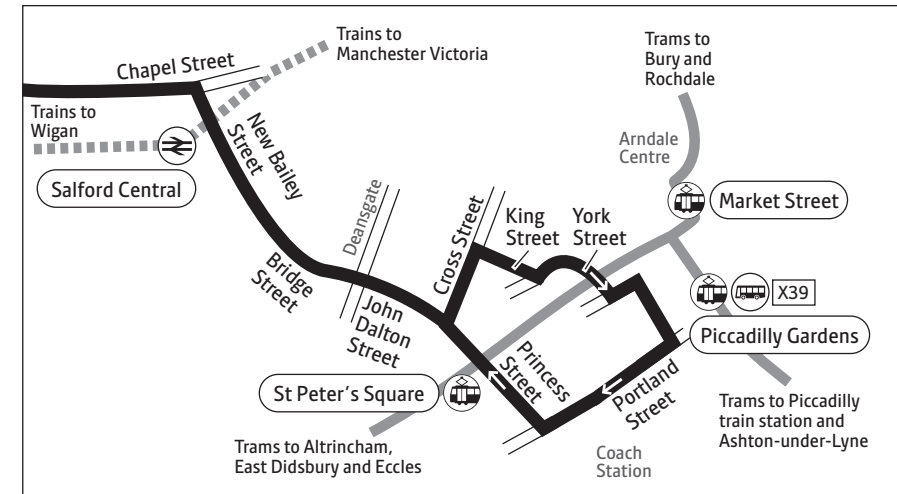 Trains to
Manchester Victoria
Chapel Street
Trains to
Wigan
New Bailey
Street
Salford Central
Trams to
Bury and
Rochdale
Arndale
Centre
Market Street
Deansgate
Cross Street
King
Street
York
Street
Bridge
Street
John
Dalton
Street
X39
Piccadilly Gardens
Princess
Street
Portland
Street
St Peter's Square
Trams to Altrincham,
East Didsbury and Eccles
Coach
Station
Trams to Piccadilly
train station and
Ashton-under-Lyne